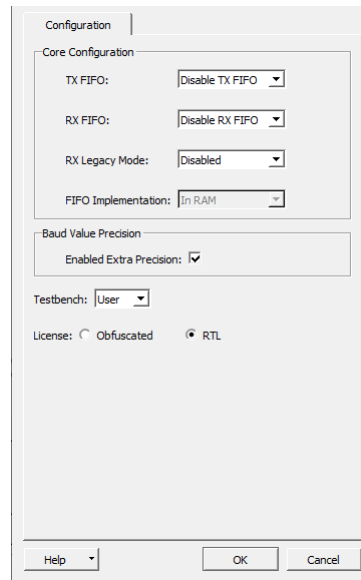 Configuration
Core Configuration
TX FIFO: Disable TX FIFO
RX FIFO: Disable RX FIFO
RX Legacy Mode: Disabled
FIFO Implementation: In RAM
Baud Value Precision
Enabled Extra Precision:
Testbench: User
License: Obfuscated RTL
Help OK Cancel